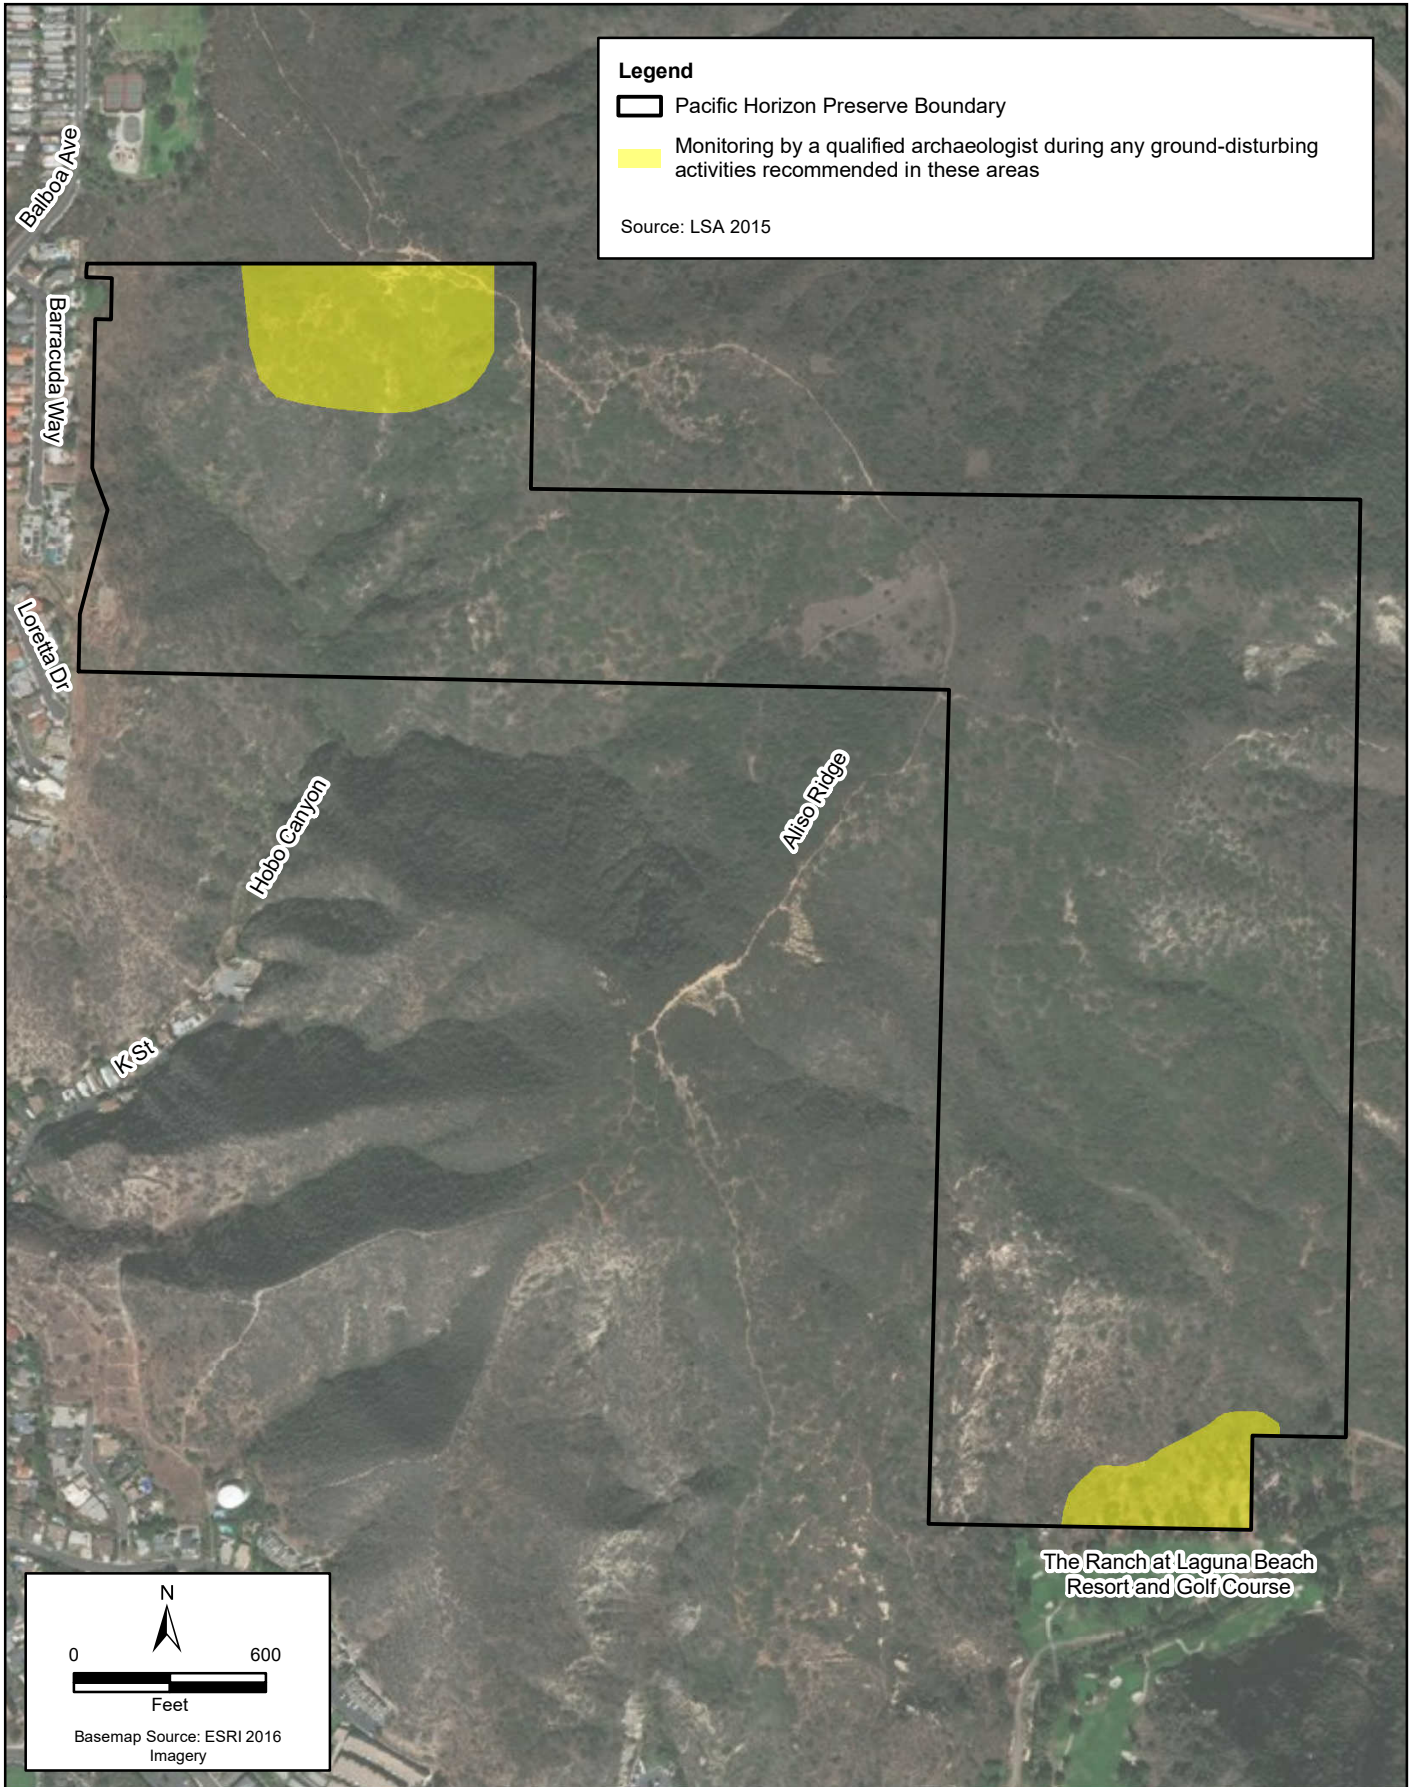 Legend
Pacific Horizon Preserve Boundary
Monitoring by a qualified archaeologist during any ground-disturbing
activities recommended in these areas
Source: LSA 2015
Balboa Ave
Barracuda Way
Loretta Dr
Hobo Canyon
Aliso Ridge
K St
The Ranch at Laguna Beach
Resort and Golf Course
N
0 600
Feet
Basemap Source: ESRI 2016
Imagery